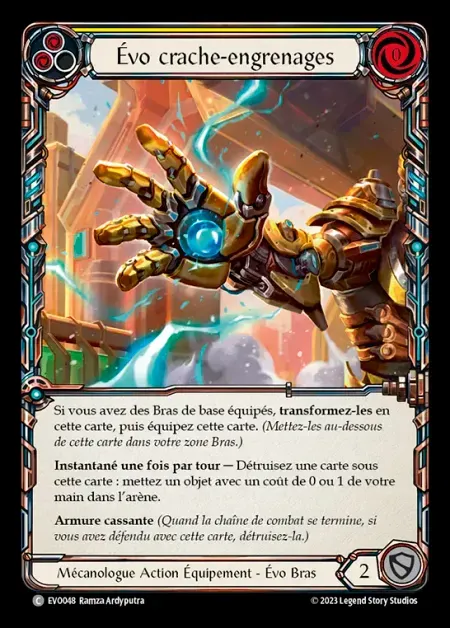 Évo crache-engrenages
0
Si vous avez des Bras de base équipés, transformez-les en
cette carte, puis équipez cette carte. (Mettez-les au-dessous
de cette carte dans votre zone Bras.)
Instantané une fois par tour — Détruisez une carte sous
cette carte : mettez un objet avec un coût de 0 ou 1 de votre
main dans l'arène.
Armure cassante (Quand la chaîne de combat se termine, si
vous avez défendu avec cette carte, détruisez-la.)
Mécanologue Action Équipement - Évo Bras
2
C EVO048 Ramza Ardyputra
© 2023 Legend Story Studios